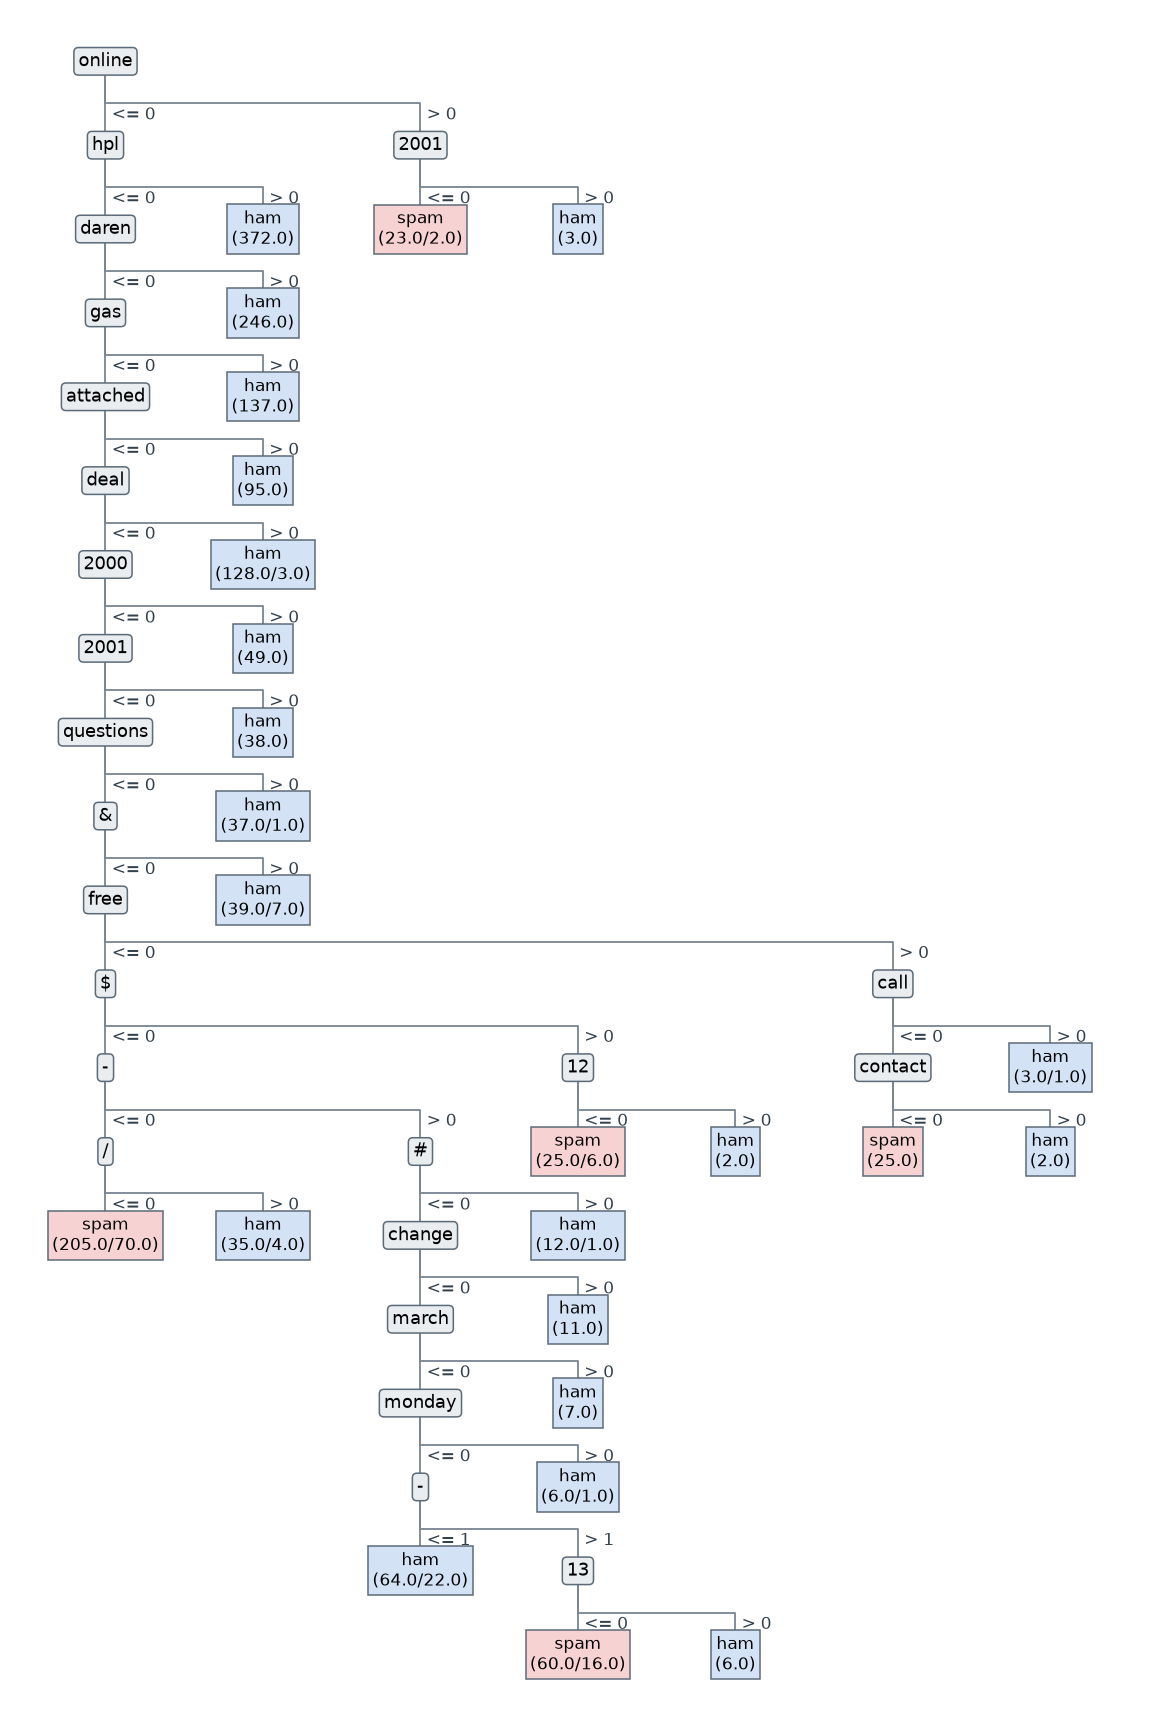 online
<= 0
> 0
hpl
2001
<= 0
> 0
<= 0
> 0
daren
ham
(372.0)
spam
(23.0/2.0)
ham
(3.0)
<= 0
> 0
gas
ham
(246.0)
<= 0
> 0
attached
ham
(137.0)
<= 0
> 0
deal
ham
(95.0)
<= 0
> 0
2000
ham
(128.0/3.0)
<= 0
> 0
2001
ham
(49.0)
<= 0
> 0
questions
ham
(38.0)
<= 0
> 0
&
ham
(37.0/1.0)
<= 0
> 0
free
ham
(39.0/7.0)
<= 0
> 0
$
call
<= 0
> 0
<= 0
> 0
-
12
contact
ham
(3.0/1.0)
<= 0
> 0
<= 0
> 0
<= 0
> 0
/
#
spam
(25.0/6.0)
ham
(2.0)
spam
(25.0)
ham
(2.0)
<= 0
> 0
<= 0
> 0
spam
(205.0/70.0)
ham
(35.0/4.0)
change
ham
(12.0/1.0)
<= 0
> 0
march
ham
(11.0)
<= 0
> 0
monday
ham
(7.0)
<= 0
> 0
-
ham
(6.0/1.0)
<= 1
> 1
ham
(64.0/22.0)
13
<= 0
> 0
spam
(60.0/16.0)
ham
(6.0)